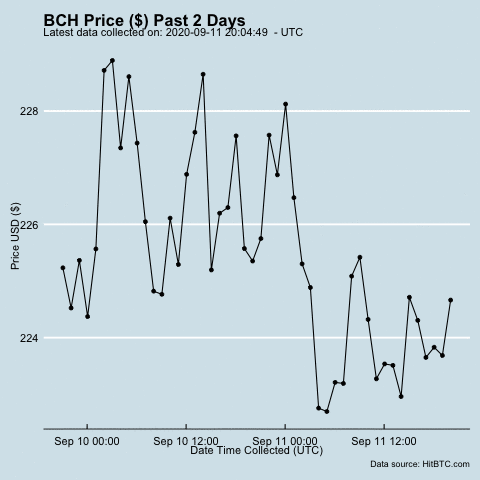 BCH Price ($) Past 2 Days
Latest data collected on: 2020-09-11 20:04:49 - UTC
228
226
224
Price USD ($)
Sep 10 00:00 Sep 10 12:00 Sep 11 00:00 Sep 11 12:00
Date Time Collected (UTC)
Data source: HitBTC.com